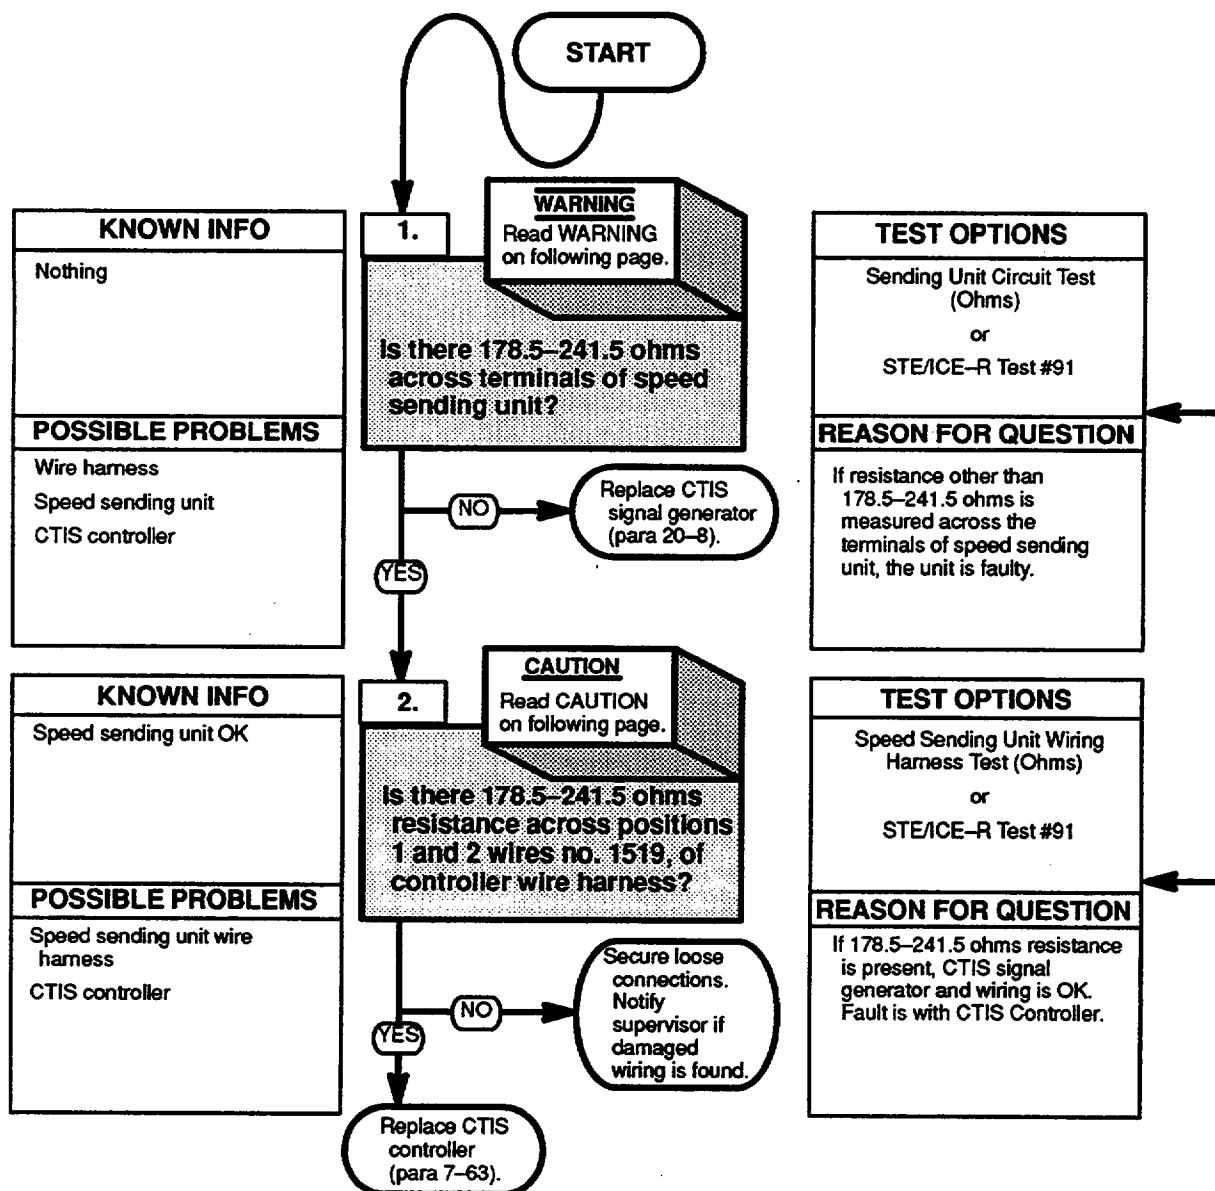 START
WARNING
Read WARNING
on following page.
1.
Is there 178.5–241.5 ohms
across terminals of speed
sending unit?
KNOWN INFO
Nothing
POSSIBLE PROBLEMS
Wire harness
Speed sending unit
CTIS controller
TEST OPTIONS
Sending Unit Circuit Test
(Ohms)
or
STE/ICE–R Test #91
REASON FOR QUESTION
If resistance other than
178.5–241.5 ohms is
measured across the
terminals of speed sending
unit, the unit is faulty.
NO
Replace CTIS
signal generator
(para 20–8).
YES
CAUTION
Read CAUTION
on following page.
2.
Is there 178.5–241.5 ohms
resistance across positions
1 and 2 wires no. 1519, of
controller wire harness?
KNOWN INFO
Speed sending unit OK
POSSIBLE PROBLEMS
Speed sending unit wire
harness
CTIS controller
TEST OPTIONS
Speed Sending Unit Wiring
Harness Test (Ohms)
or
STE/ICE–R Test #91
REASON FOR QUESTION
If 178.5–241.5 ohms resistance
is present, CTIS signal
generator and wiring is OK.
Fault is with CTIS Controller.
NO
Secure loose
connections.
Notify
supervisor if
damaged
wiring is found.
YES
Replace CTIS
controller
(para 7–63).